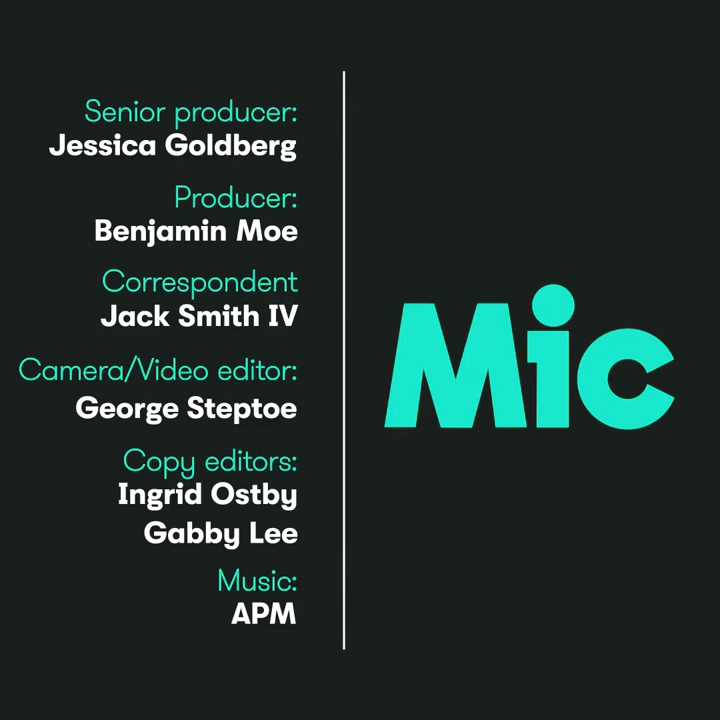 Senior producer:
Jessica Goldberg
Producer:
Benjamin Moe
Correspondent
Jack Smith IV
Camera/Video editor:
George Steptoe
Copy editors:
Ingrid Ostby
Gabby Lee
Music:
APM
Mic